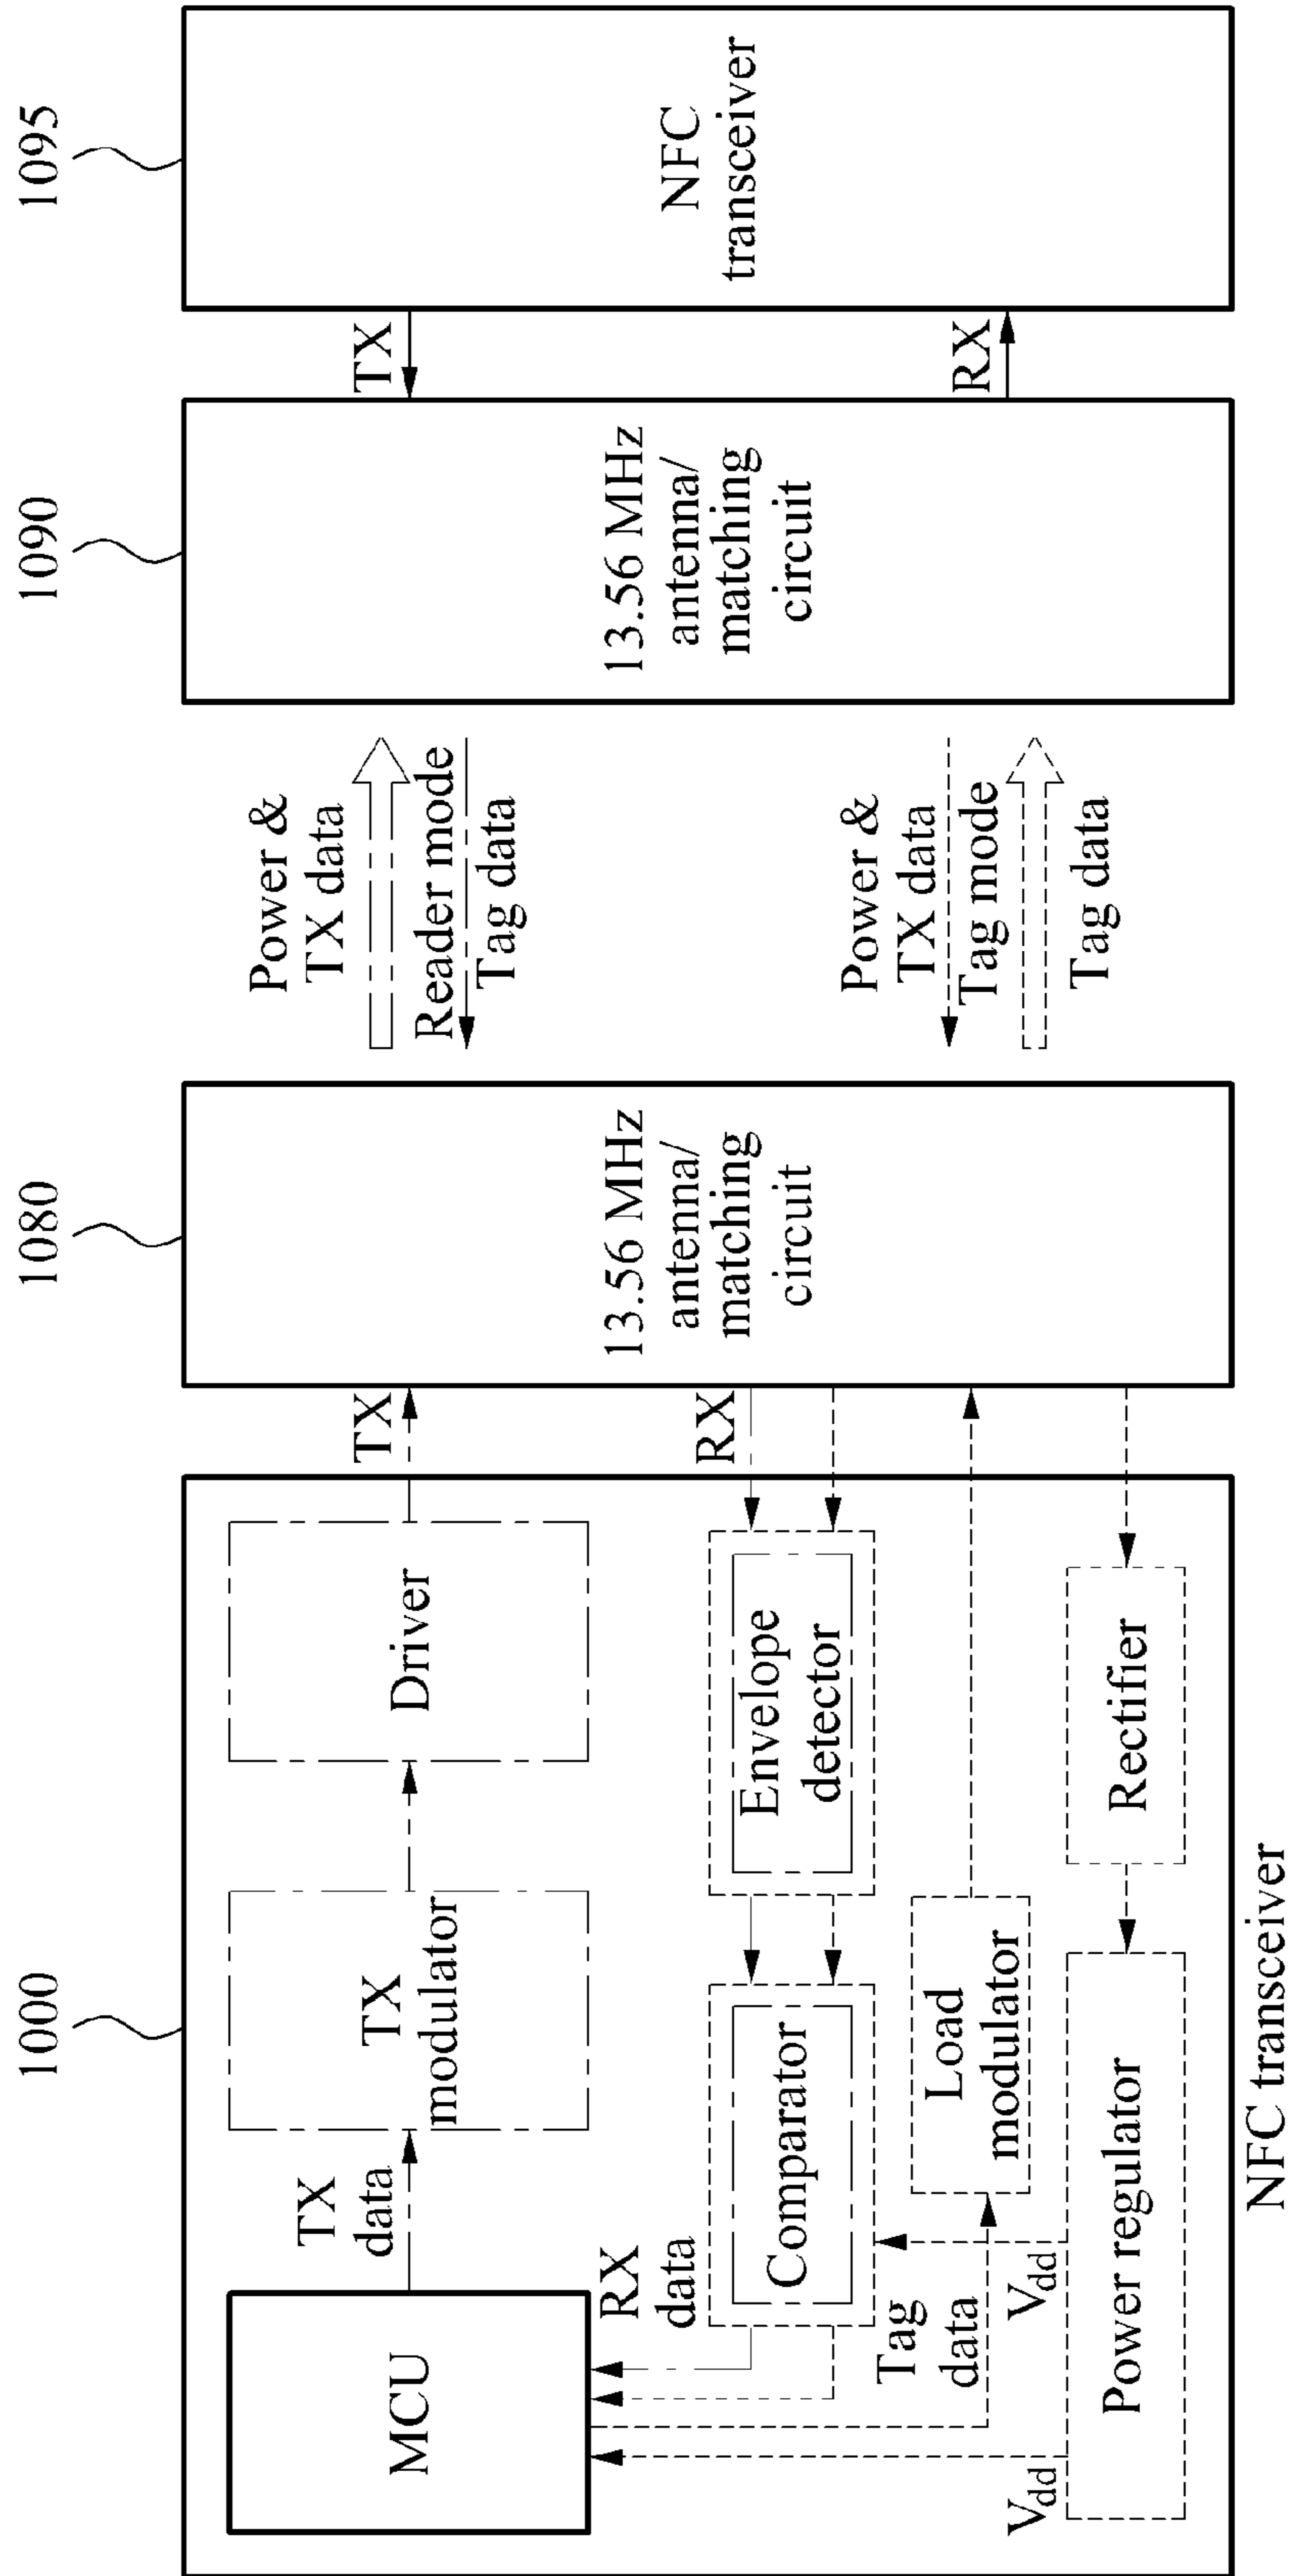 1000
1080
1090
1095
MCU
TX
data
TX
modulator
Driver
TX
RX
data
Comparator
Envelope
detector
RX
Tag
data
Load
modulator
Vdd
Vdd
Power regulator
Rectifier
NFC transceiver
13.56 MHz
antenna/
matching
circuit
Power &
TX data
Reader mode
Tag data
Power &
TX data
Tag mode
Tag data
13.56 MHz
antenna/
matching
circuit
TX
RX
NFC
transceiver